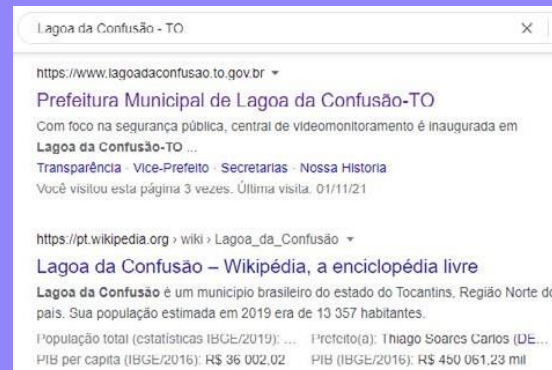 Lagoa da Confusão - TO
https://www.lagoadaconfusao.to.gov.br
Prefeitura Municipal de Lagoa da Confusão-TO
Com foco na segurança pública, central de videomonitoramento é inaugurada em
Lagoa da Confusão-TO ...
Transparência · Vice-Prefeito · Secretarias · Nossa Historia
Você visitou esta página 3 vezes. Última visita: 01/11/21
https://pt.wikipedia.org › wiki › Lagoa_da_Confusão
Lagoa da Confusão – Wikipédia, a enciclopédia livre
Lagoa da Confusão é um município brasileiro do estado do Tocantins, Região Norte do
país. Sua população estimada em 2019 era de 13 357 habitantes.
População total (estatísticas IBGE/2019): ... Prefeito(a): Thiago Soares Carlos (DE...
PIB per capita (IBGE/2016): R$ 36 002,02 PIB (IBGE/2016): R$ 450 061,23 mil